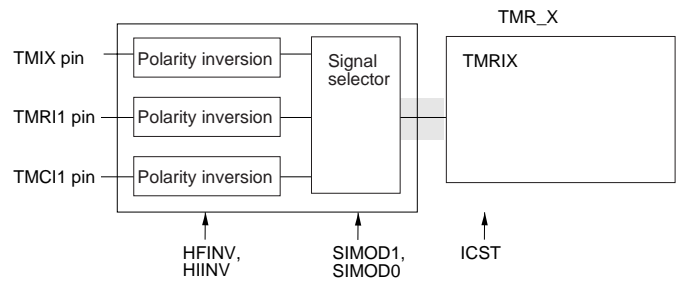 TMR_X
TMIX pin
Polarity inversion
Signal
selector
TMRIX
TMRI1 pin
Polarity inversion
TMCI1 pin
Polarity inversion
HFINV,
HIINV
SIMOD1,
SIMOD0
ICST